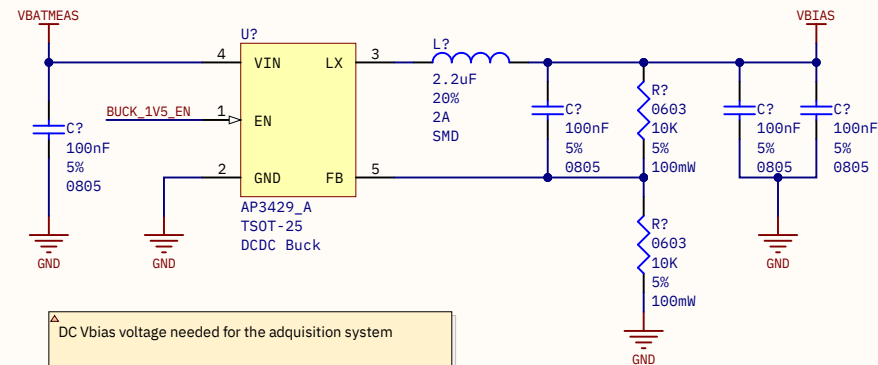 VBATMEAS
C?
100nF
5%
0805
GND
BUCK_1V5_EN
GND
U?
4
VIN
LX
3
1
EN
2
GND
FB
5
AP3429_A
TSOT-25
DCDC Buck
L?
2.2uF
20%
2A
SMD
C?
100nF
5%
0805
R?
0603
10K
5%
100mW
R?
0603
10K
5%
100mW
GND
VBIAS
C?
100nF
5%
0805
C?
100nF
5%
0805
GND
DC Vbias voltage needed for the adquisition system